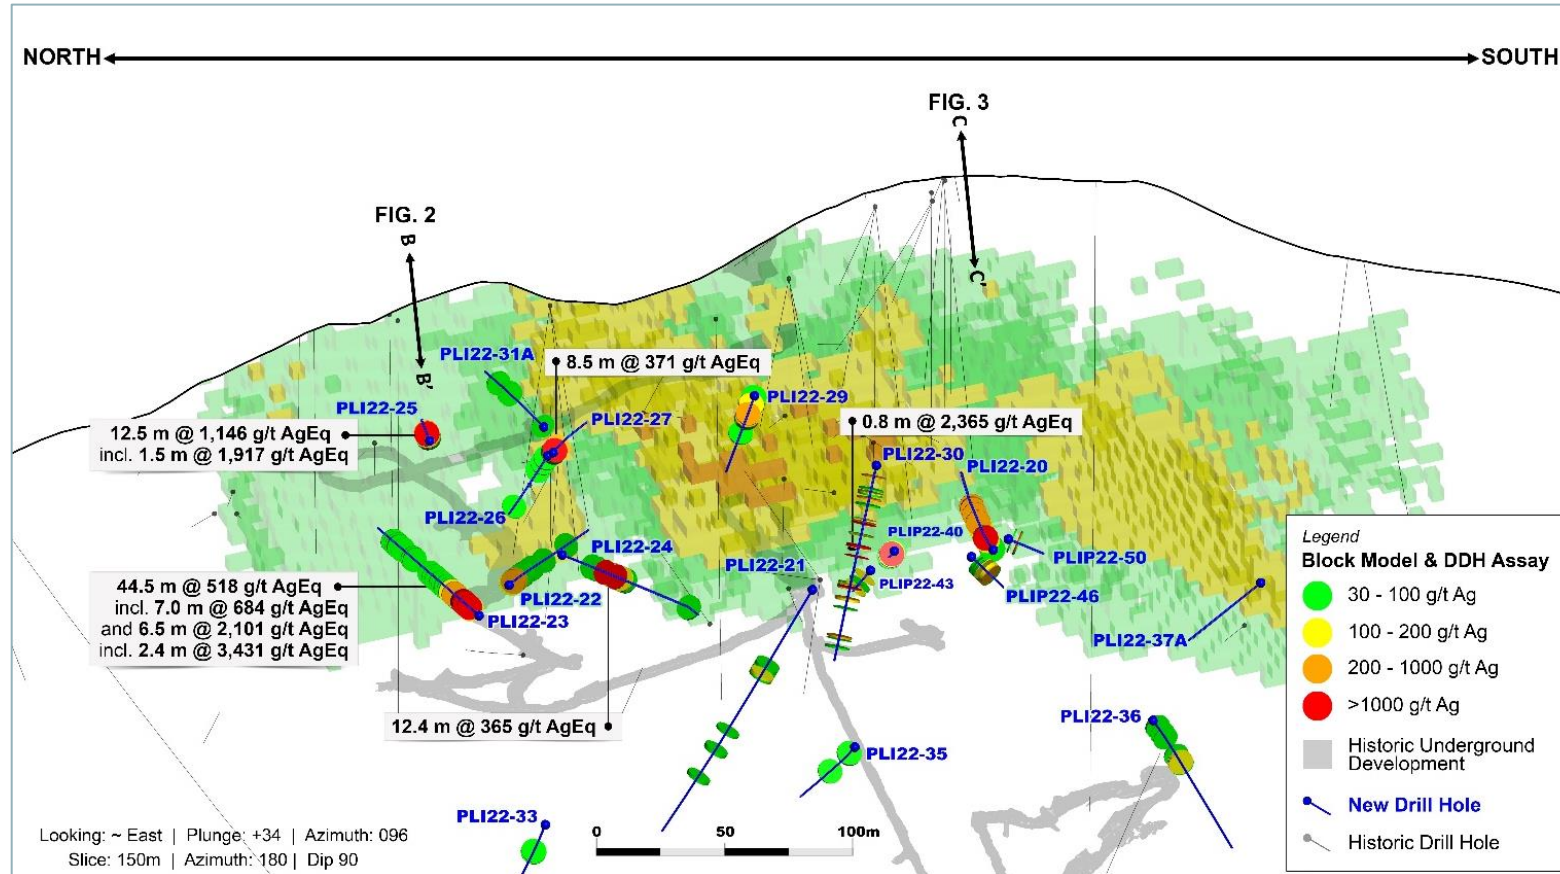 NORTH
SOUTH
FIG. 3
C
C'
FIG. 2
B
B'
PLI22-31A
8.5 m @ 371 g/t AgEq
PLI22-25
PLI22-27
PLI22-29
12.5 m @ 1,146 g/t AgEq
incl. 1.5 m @ 1,917 g/t AgEq
0.8 m @ 2,365 g/t AgEq
PLI22-30
PLI22-20
PLI22-26
PLIP22-40
PLIP22-50
PLI22-24
PLI22-21
PLIP22-43
PLIP22-46
PLI22-22
PLI22-23
44.5 m @ 518 g/t AgEq
incl. 7.0 m @ 684 g/t AgEq
and 6.5 m @ 2,101 g/t AgEq
incl. 2.4 m @ 3,431 g/t AgEq
PLI22-37A
12.4 m @ 365 g/t AgEq
PLI22-36
PLI22-35
PLI22-33
Looking: ~ East | Plunge: +34 | Azimuth: 096
Slice: 150m | Azimuth: 180 | Dip 90
0 50 100m
Legend
Block Model & DDH Assay
30 - 100 g/t Ag
100 - 200 g/t Ag
200 - 1000 g/t Ag
>1000 g/t Ag
Historic Underground
Development
New Drill Hole
Historic Drill Hole